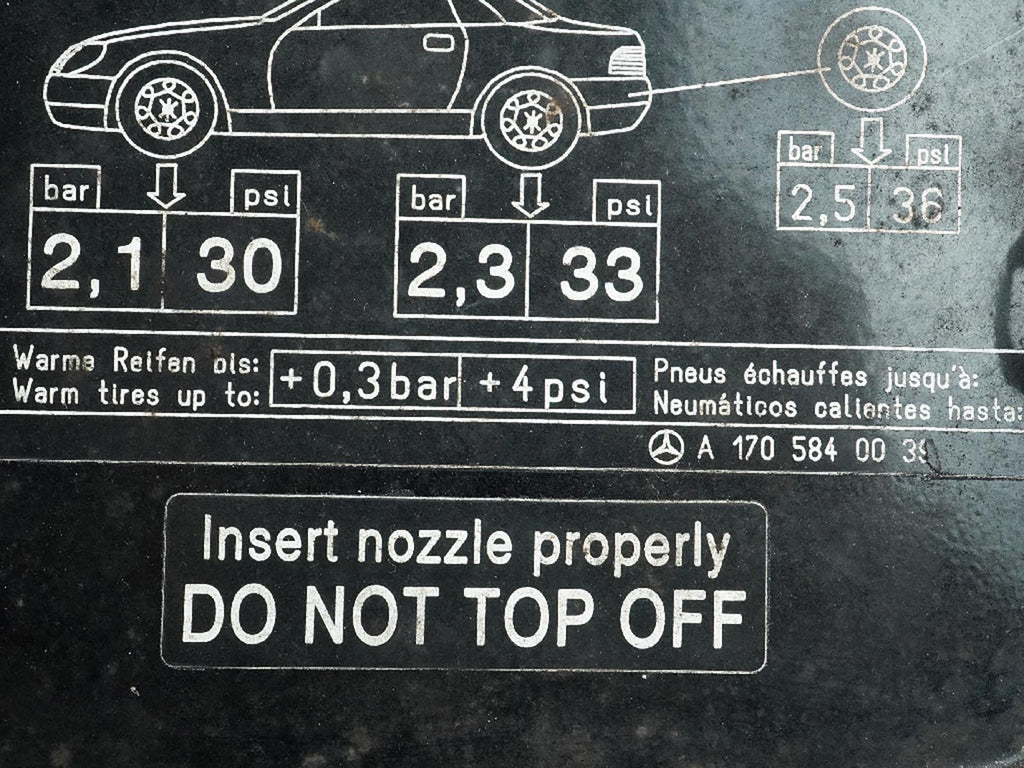 bar psi
2,1 30
bar psi
2,3 33
bar psi
2,5 36
Warme Reifen bis:
Warm tires up to:
+0,3bar +4psi
Pneus échauffes jusqu'à:
Neumáticos calientes hasta:
A 170 584 00 39
Insert nozzle properly
DO NOT TOP OFF